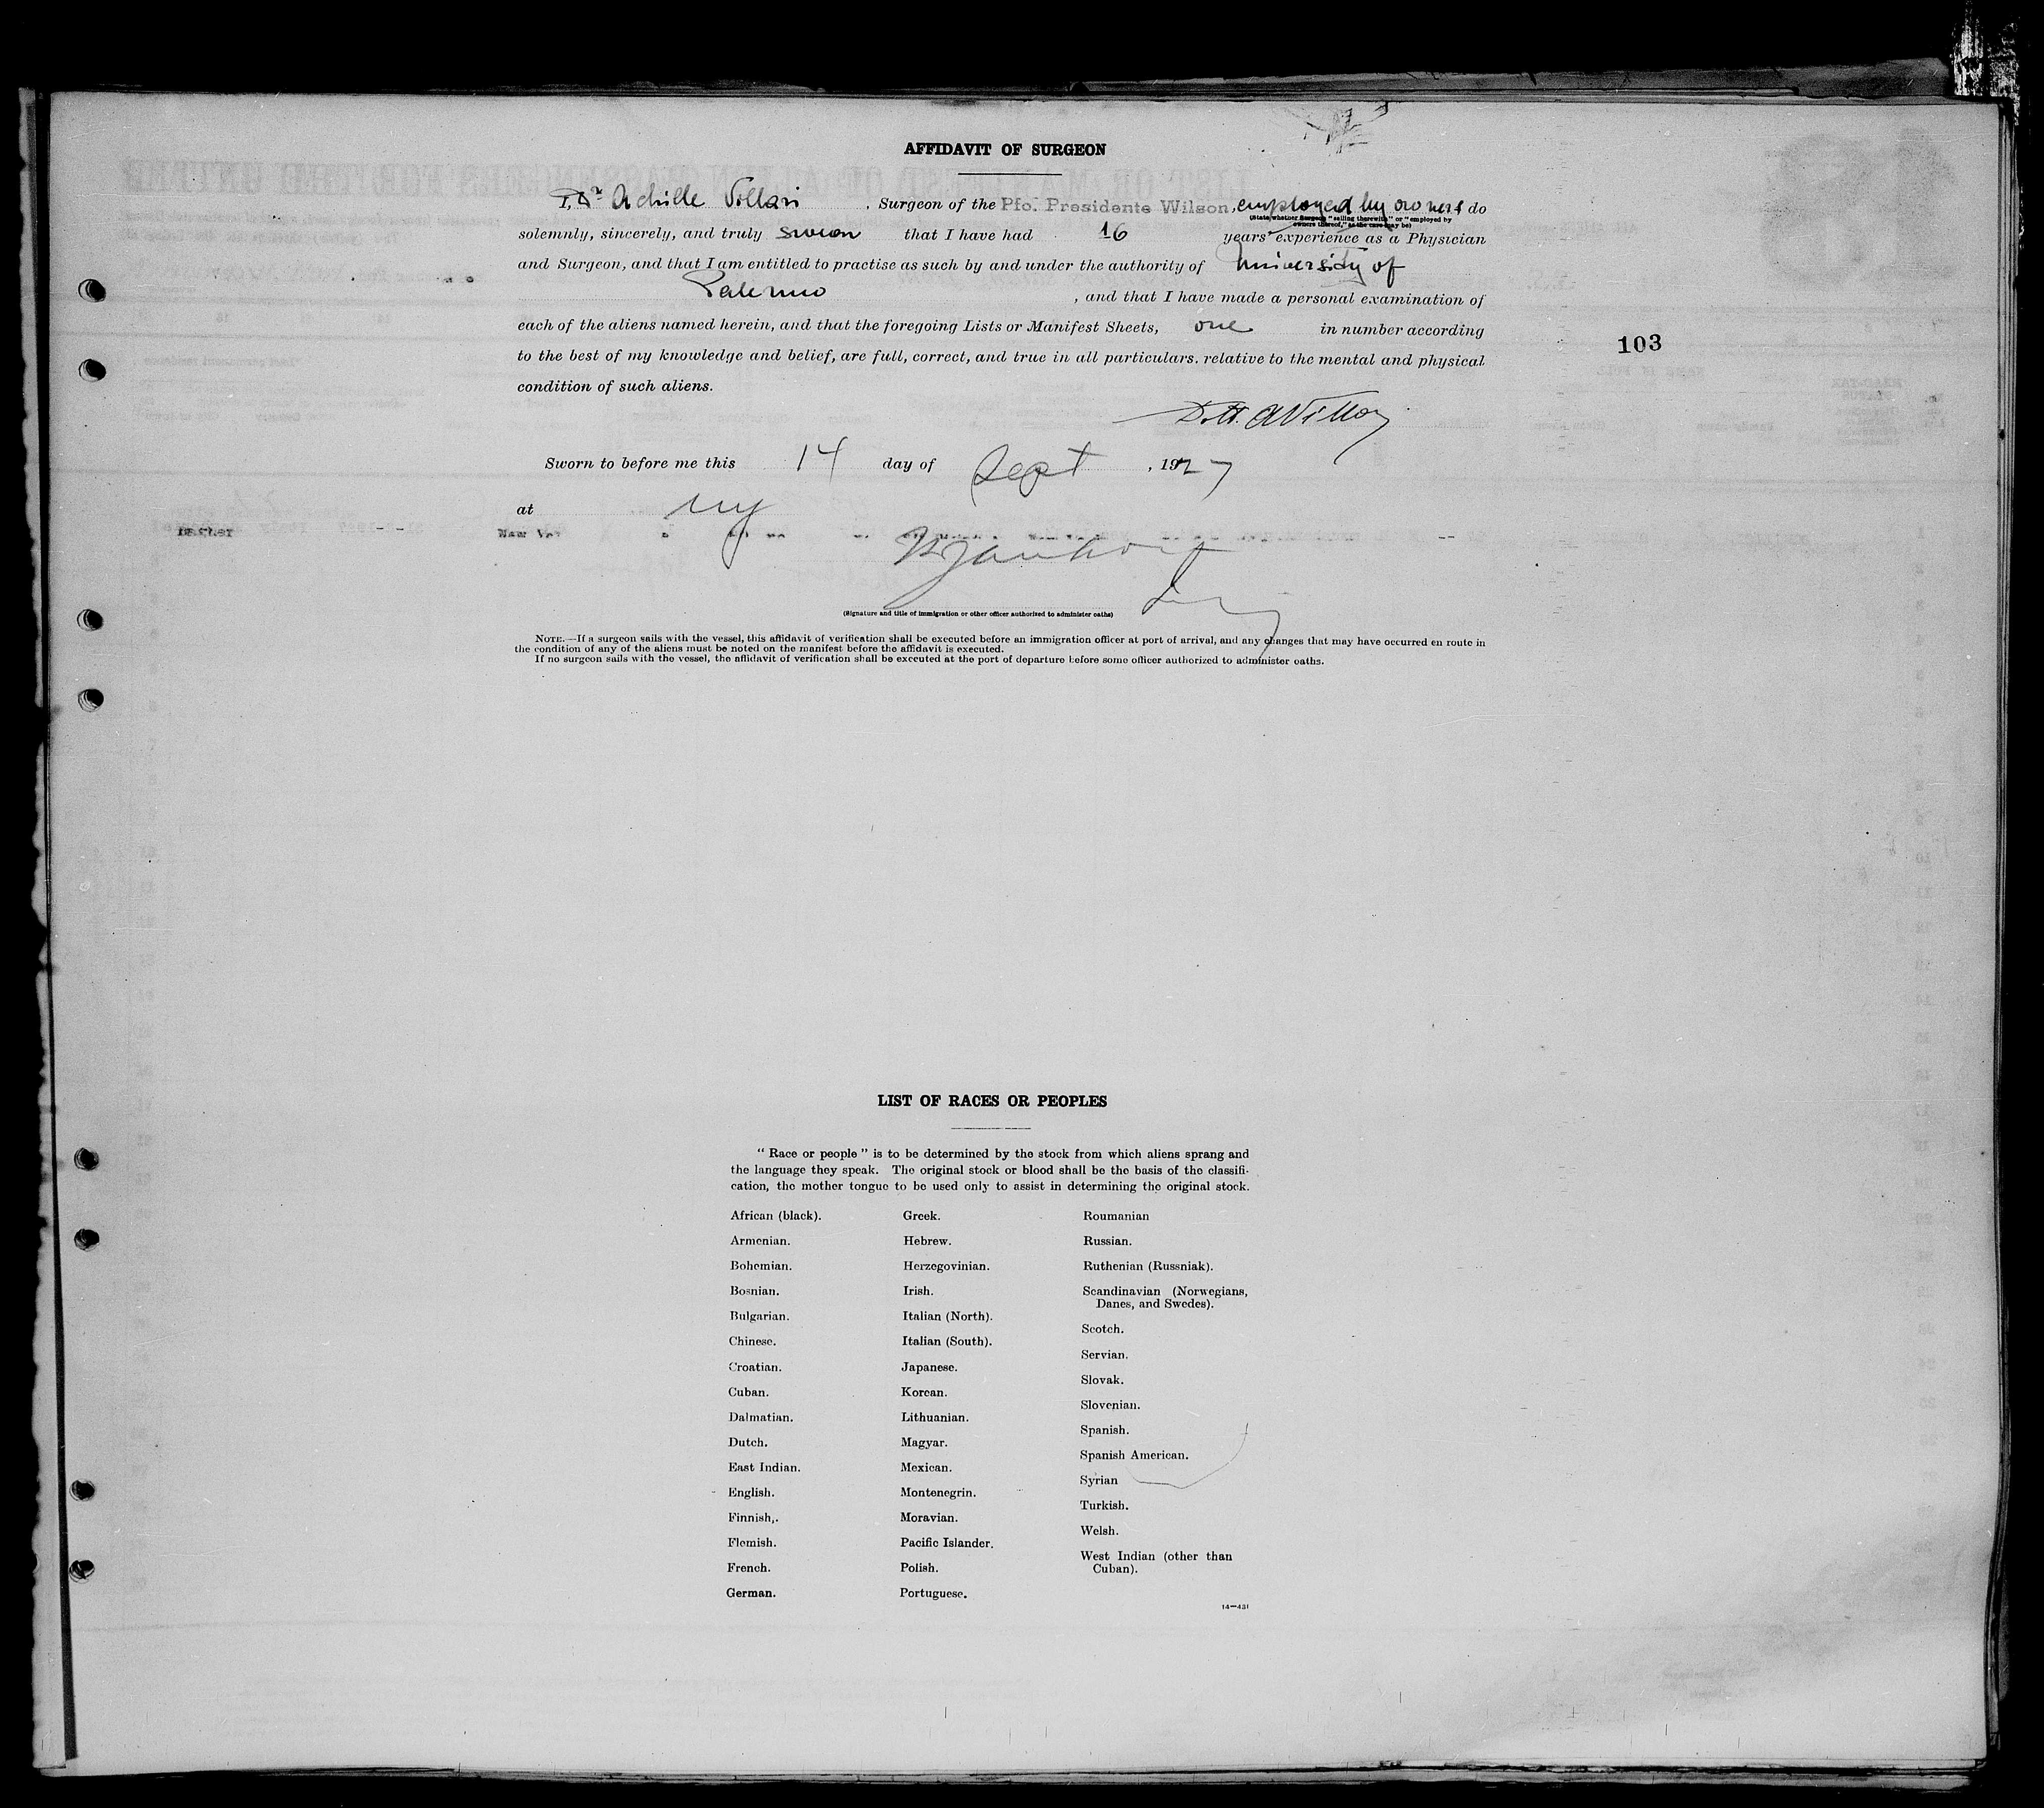 AFFIDAVIT OF SURGEON
I, Dr Achille Villari, Surgeon of the Pfo. Presidente Wilson, employed by owners do
(State whether Surgeon "sailing therewith" or "employed by
owners thereof," as the case may be)
solemnly, sincerely, and truly swear that I have had 16 years' experience as a Physician
and Surgeon, and that I am entitled to practise as such by and under the authority of University of
Palermo, and that I have made a personal examination of
each of the aliens named herein, and that the foregoing Lists or Manifest Sheets, one in number according
103
to the best of my knowledge and belief, are full, correct, and true in all particulars. relative to the mental and physical
condition of such aliens.
Dott. A Villari
Sworn to before me this 14 day of Sept, 1927
at NY
(Signature and title of immigration or other officer authorized to administer oaths)
NOTE.—If a surgeon sails with the vessel, this affidavit of verification shall be executed before an immigration officer at port of arrival, and any changes that may have occurred en route in
the condition of any of the aliens must be noted on the manifest before the affidavit is executed.
If no surgeon sails with the vessel, the affidavit of verification shall be executed at the port of departure before some officer authorized to administer oaths.
LIST OF RACES OR PEOPLES
"Race or people" is to be determined by the stock from which aliens sprang and
the language they speak. The original stock or blood shall be the basis of the classifi-
cation, the mother tongue to be used only to assist in determining the original stock.
African (black).
Armenian.
Bohemian.
Bosnian.
Bulgarian.
Chinese.
Croatian.
Cuban.
Dalmatian.
Dutch.
East Indian.
English.
Finnish,.
Flemish.
French.
German.
Greek.
Hebrew.
Herzegovinian.
Irish.
Italian (North).
Italian (South).
Japanese.
Korean.
Lithuanian.
Magyar.
Mexican.
Montenegrin.
Moravian.
Pacific Islander.
Polish.
Portuguese.
Roumanian
Russian.
Ruthenian (Russniak).
Scandinavian (Norwegians,
Danes, and Swedes).
Scotch.
Servian.
Slovak.
Slovenian.
Spanish.
Spanish American.
Syrian
Turkish.
Welsh.
West Indian (other than
Cuban).
14—431